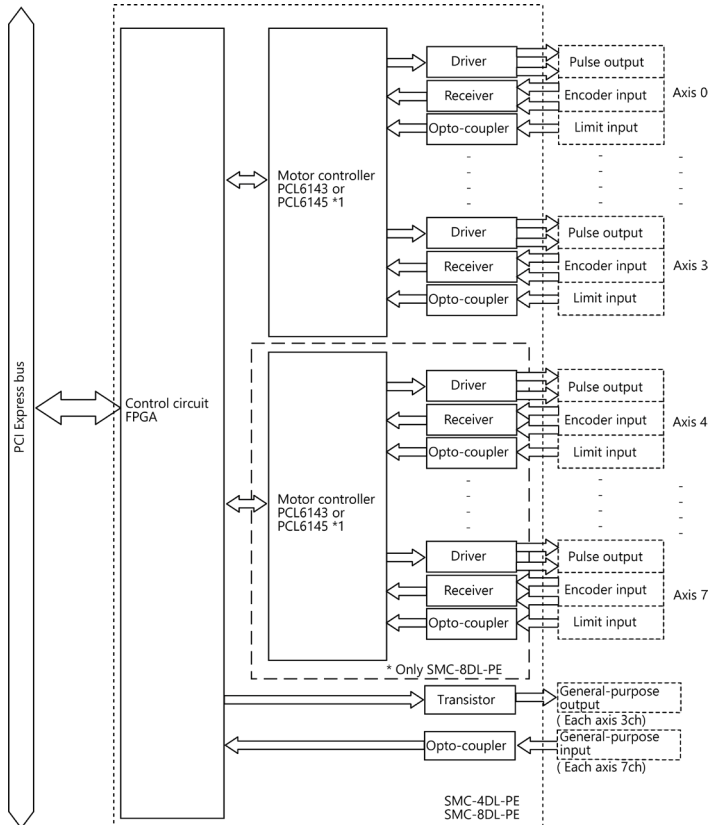 PCI Express bus
Control circuit
FPGA
Motor controller
PCL6143 or
PCL6145 *1
Driver
Pulse output
Receiver
Encoder input
Axis 0
Opto-coupler
Limit input
Driver
Pulse output
Receiver
Encoder input
Axis 3
Opto-coupler
Limit input
Motor controller
PCL6143 or
PCL6145 *1
Driver
Pulse output
Receiver
Encoder input
Axis 4
Opto-coupler
Limit input
Driver
Pulse output
Receiver
Encoder input
Axis 7
Opto-coupler
Limit input
* Only SMC-8DL-PE
Transistor
General-purpose
output
( Each axis 3ch)
Opto-coupler
General-purpose
input
( Each axis 7ch)
SMC-4DL-PE
SMC-8DL-PE